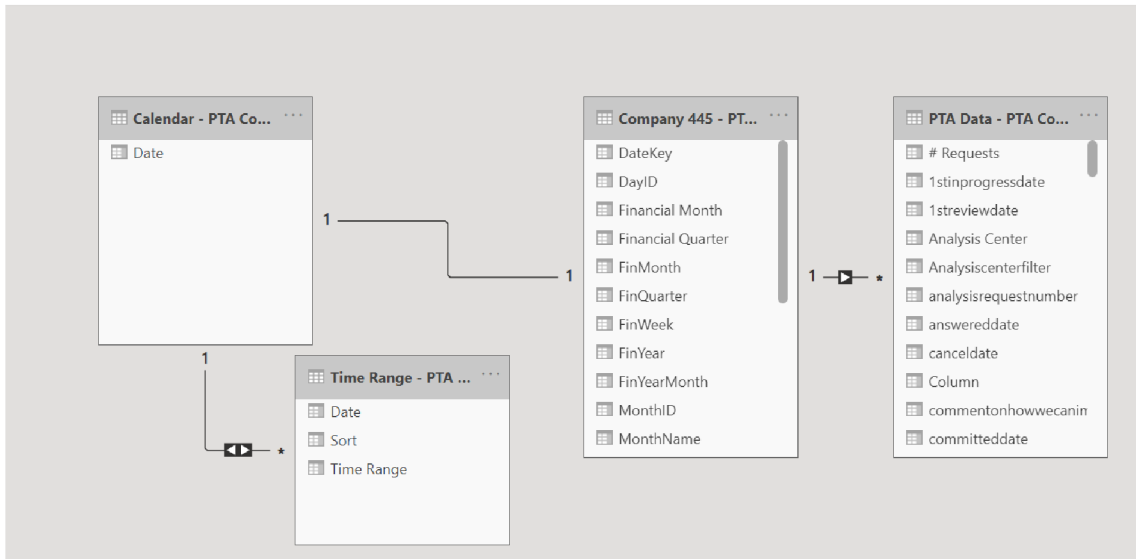 Calendar - PTA Co... ...
Date
1
1
1
Time Range - PTA ... ...
Date
Sort
Time Range
*
Company 445 - PT... ...
DateKey
DayID
Financial Month
Financial Quarter
FinMonth
FinQuarter
FinWeek
FinYear
FinYearMonth
MonthID
MonthName
1
*
PTA Data - PTA Co... ...
# Requests
1stinprogressdate
1streviewdate
Analysis Center
Analysiscenterfilter
analysisrequestnumber
answereddate
canceldate
Column
commentonhowwecanin
committeddate